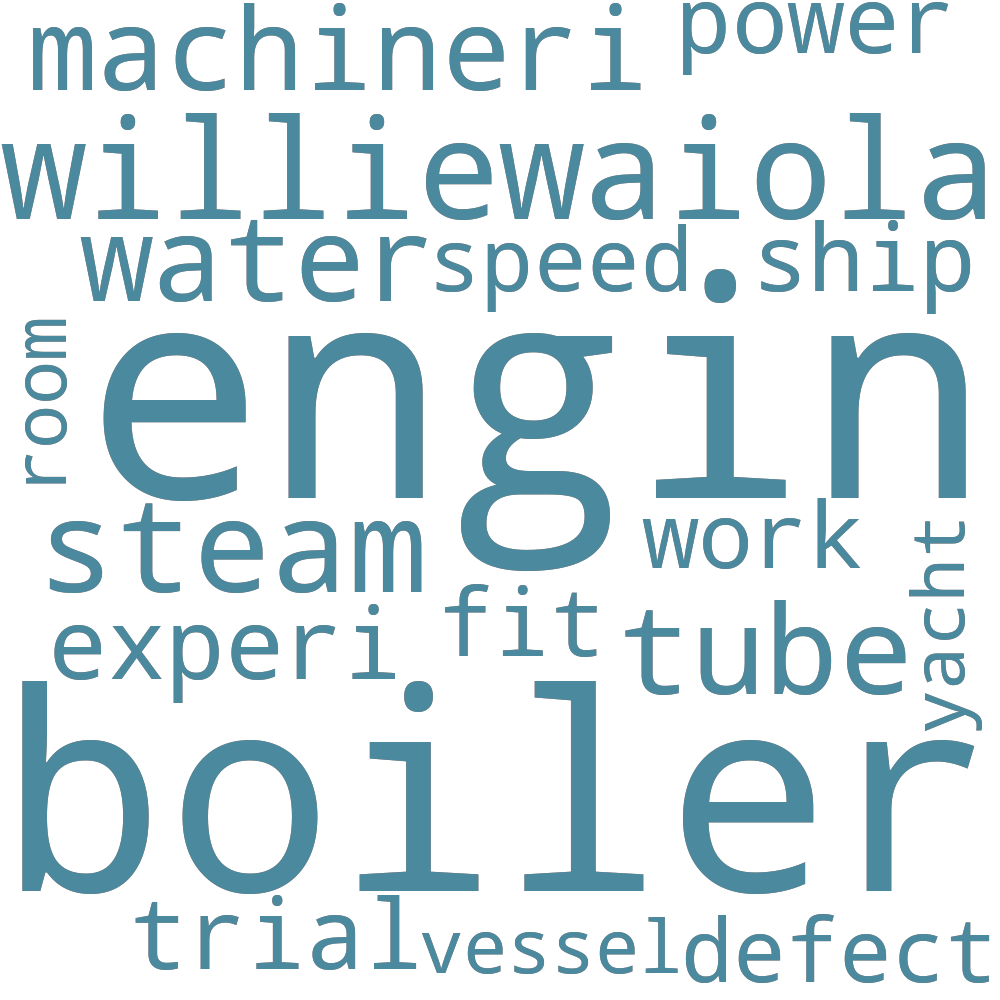 machineri power
williewaiola
water speed ship
room
engin
steam work
yacht
experi fit tube
boiler
trial vessel defect